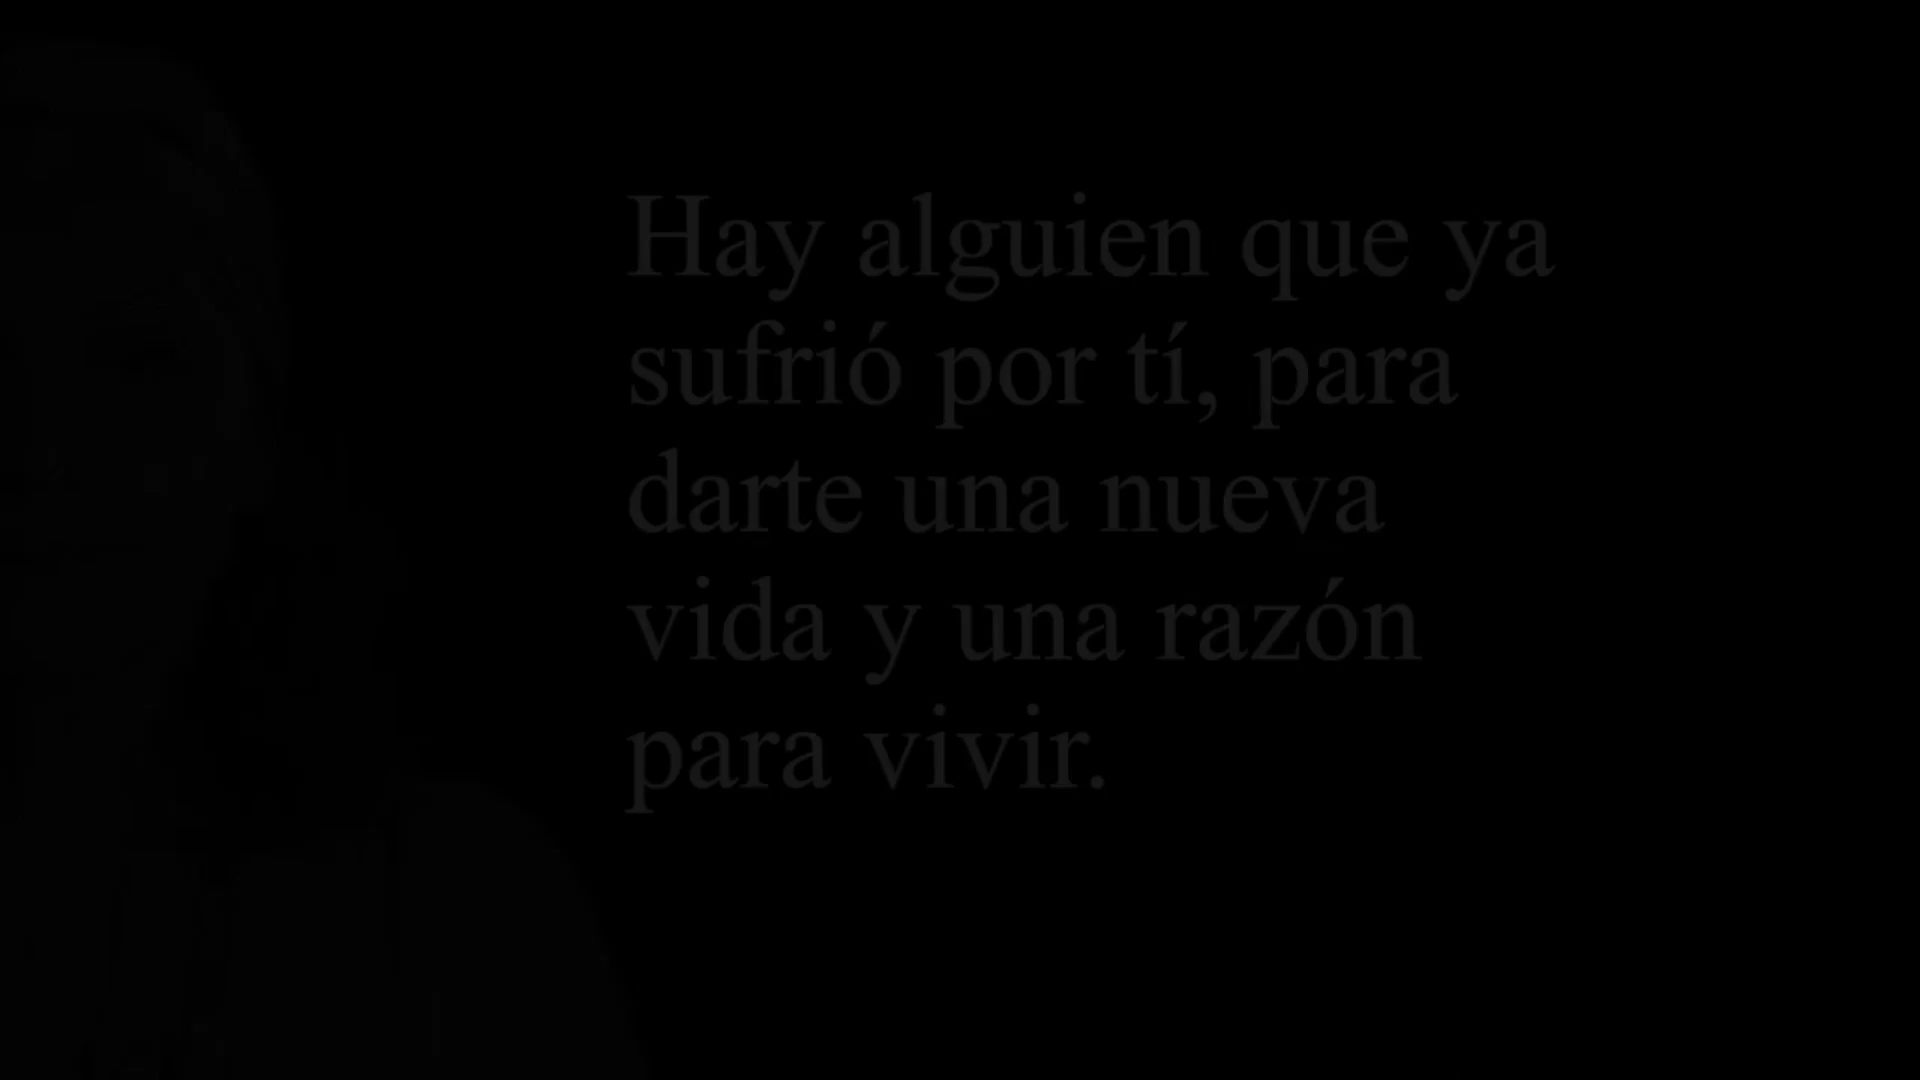 Hay alguien que ya
sufrió por tí, para
darte una nueva
vida y una razón
para vivir.